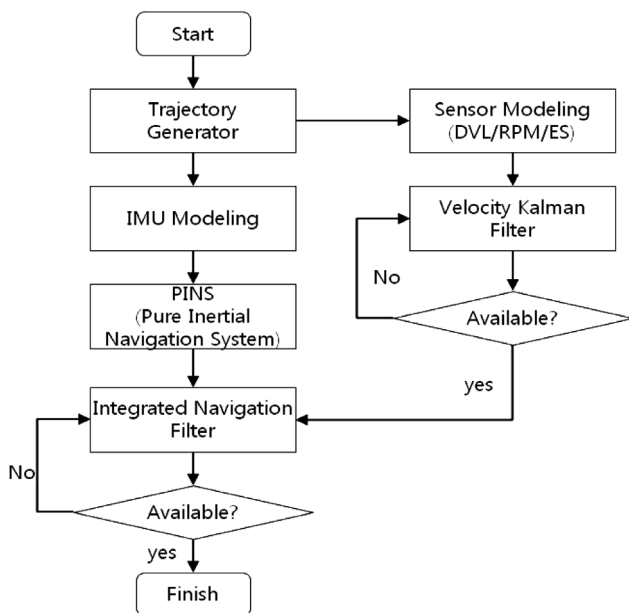 Start
Trajectory
Generator
Sensor Modeling
(DVL/RPM/ES)
IMU Modeling
Velocity Kalman
Filter
No
PINS
(Pure Inertial
Navigation System)
Available?
yes
Integrated Navigation
Filter
No
Available?
yes
Finish